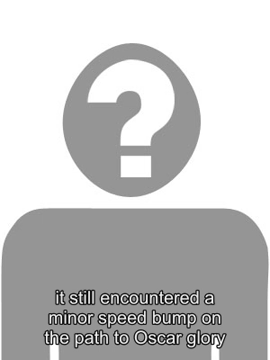 ?
it still encountered a
minor speed bump on
the path to Oscar glory